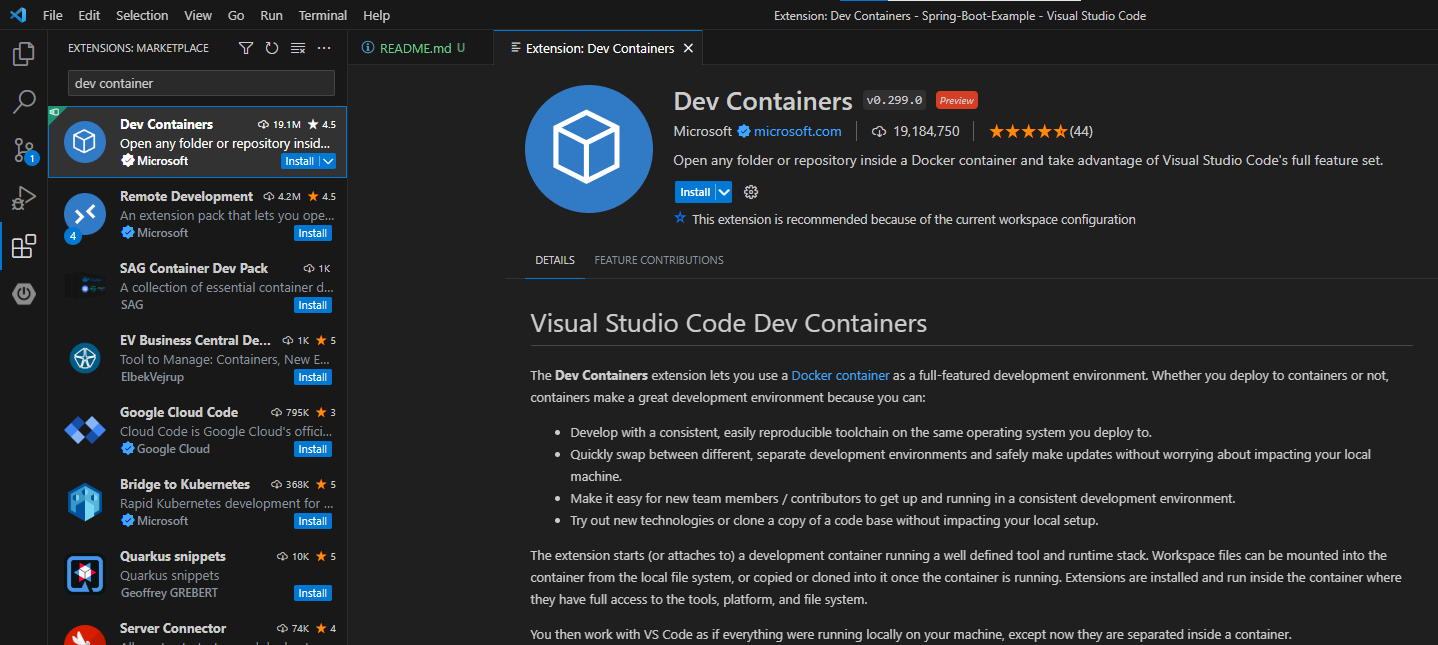 File Edit Selection View Go Run Terminal Help
Extension: Dev Containers - Spring-Boot-Example - Visual Studio Code
EXTENSIONS: MARKETPLACE
dev container
Dev Containers 19.1M 4.5
Open any folder or repository insid...
Microsoft Install
Remote Development 4.2M 4.5
An extension pack that lets you ope...
Microsoft Install
4
SAG Container Dev Pack 1K
A collection of essential container d...
SAG Install
EV Business Central De... 1K 5
Tool to Manage: Containers, New E...
ElbekVejrup Install
Google Cloud Code 795K 3
Cloud Code is Google Cloud's offici...
Google Cloud Install
Bridge to Kubernetes 368K 5
Rapid Kubernetes development for ...
Microsoft Install
Quarkus snippets 10K 5
Quarkus snippets
Geoffrey GREBERT Install
Server Connector 74K 4
1
README.md U
Extension: Dev Containers
Dev Containers v0.299.0 Preview
Microsoft microsoft.com 19,184,750 (44)
Open any folder or repository inside a Docker container and take advantage of Visual Studio Code's full feature set.
Install
This extension is recommended because of the current workspace configuration
DETAILS FEATURE CONTRIBUTIONS
Visual Studio Code Dev Containers
The Dev Containers extension lets you use a Docker container as a full-featured development environment. Whether you deploy to containers or not,
containers make a great development environment because you can:
• Develop with a consistent, easily reproducible toolchain on the same operating system you deploy to.
• Quickly swap between different, separate development environments and safely make updates without worrying about impacting your local
machine.
• Make it easy for new team members / contributors to get up and running in a consistent development environment.
• Try out new technologies or clone a copy of a code base without impacting your local setup.
The extension starts (or attaches to) a development container running a well defined tool and runtime stack. Workspace files can be mounted into the
container from the local file system, or copied or cloned into it once the container is running. Extensions are installed and run inside the container where
they have full access to the tools, platform, and file system.
You then work with VS Code as if everything were running locally on your machine, except now they are separated inside a container.